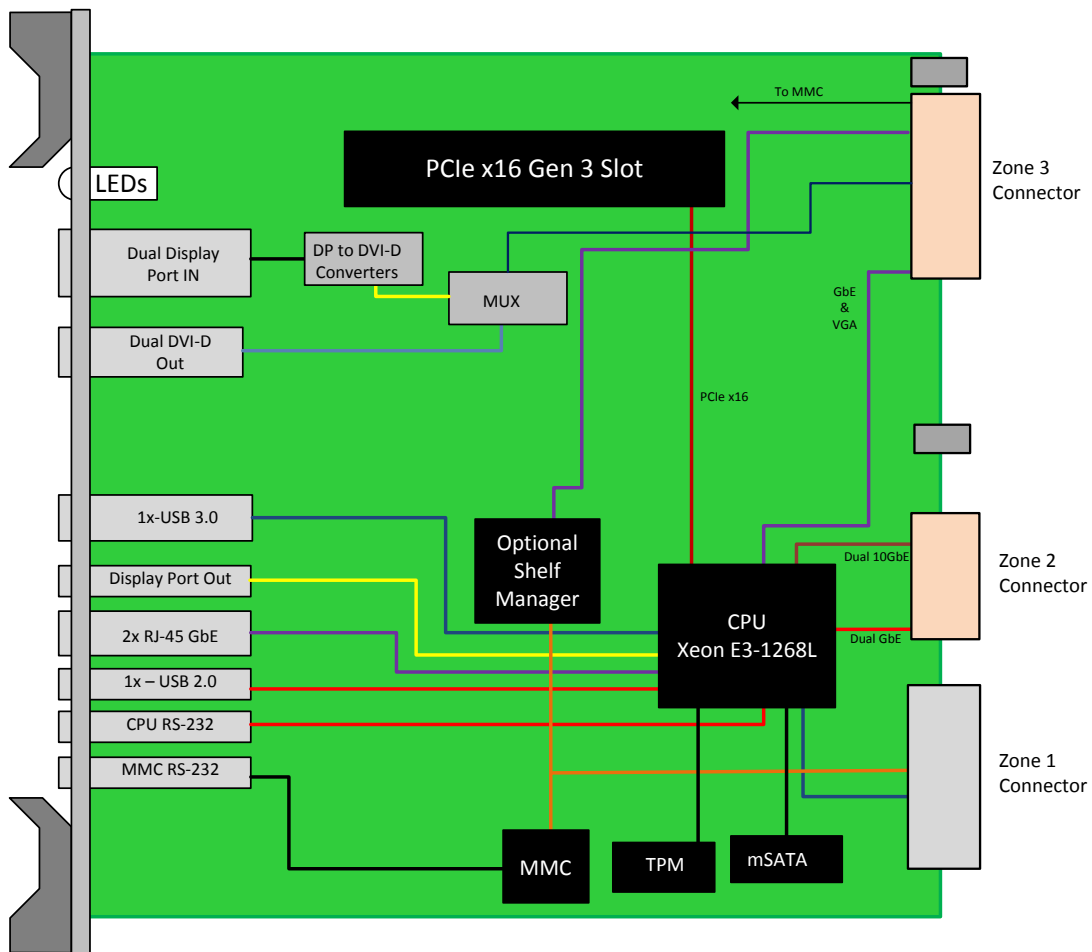 To MMC
PCIe x16 Gen 3 Slot
Zone 3
Connector
LEDs
Dual Display
Port IN
DP to DVI-D
Converters
MUX
GbE
&
VGA
Dual DVI-D
Out
PCIe x16
1x-USB 3.0
Optional
Shelf
Manager
Dual 10GbE
Zone 2
Connector
Display Port Out
CPU
Xeon E3-1268L
2x RJ-45 GbE
Dual GbE
1x – USB 2.0
CPU RS-232
MMC RS-232
Zone 1
Connector
MMC
TPM
mSATA